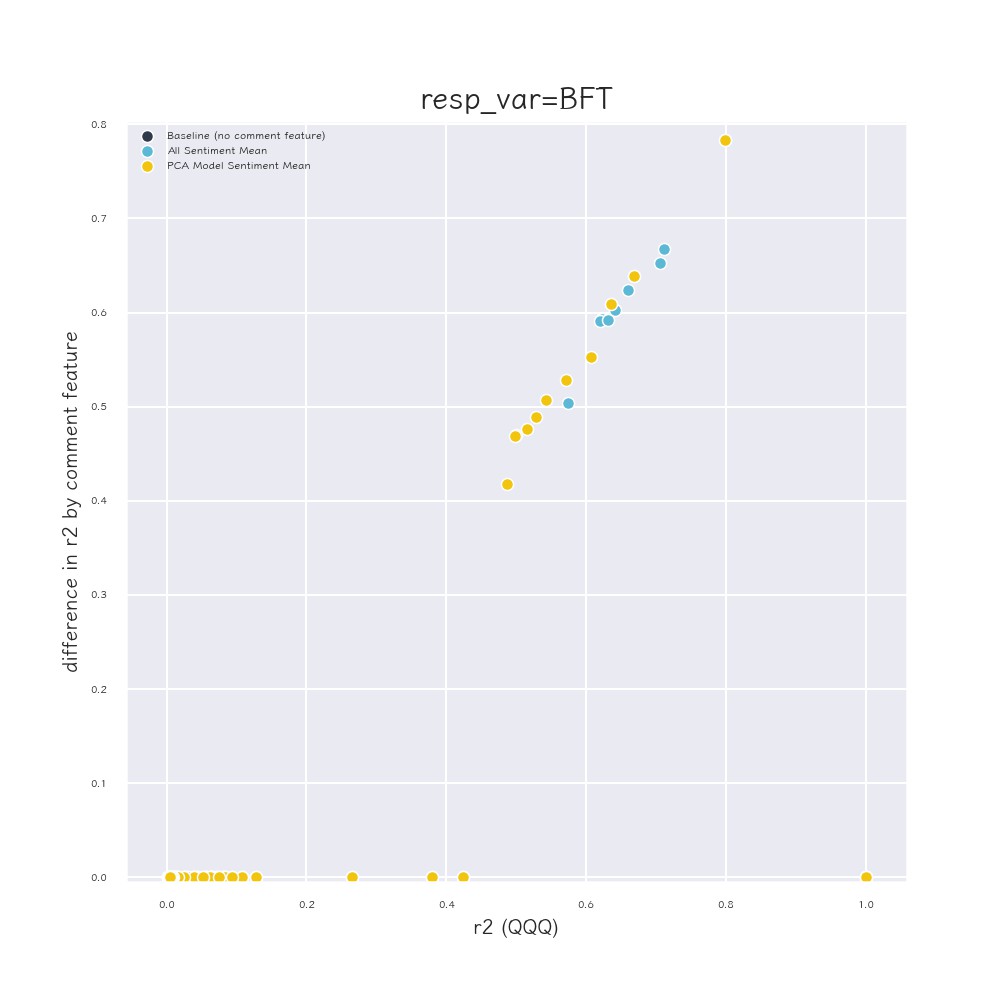 resp_var=BFT
Baseline (no comment feature)
All Sentiment Mean
PCA Model Sentiment Mean
difference in r2 by comment feature
0.8
0.7
0.6
0.5
0.4
0.3
0.2
0.1
0.0
0.0 0.2 0.4 0.6 0.8 1.0
r2 (QQQ)